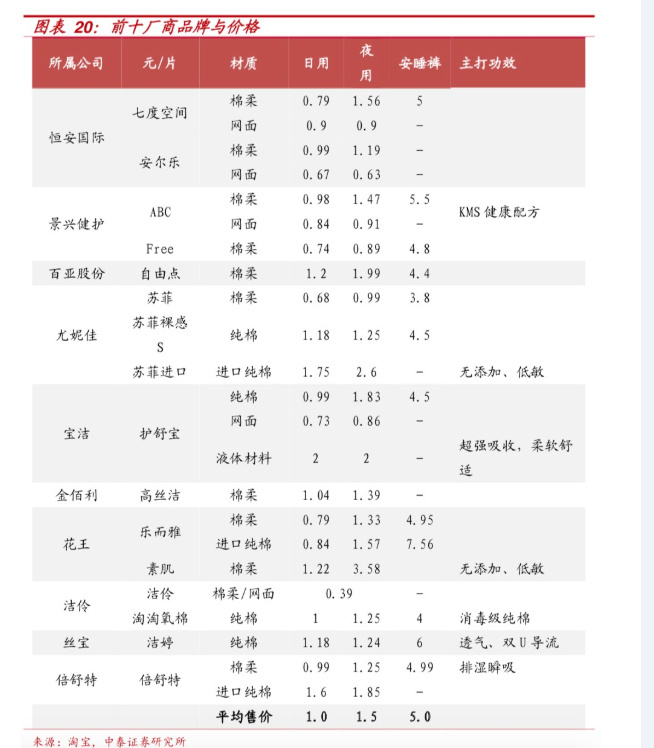 图表 20：前十厂商品牌与价格
所属公司 元/片 材质 日用 夜用 安睡裤 主打功效
恒安国际 七度空间 棉柔 0.79 1.56 5
网面 0.9 0.9 –
安尔乐 棉柔 0.99 1.19 –
网面 0.67 0.63 –
景兴健护 ABC 棉柔 0.98 1.47 5.5 KMS 健康配方
网面 0.84 0.91 –
Free 棉柔 0.74 0.89 4.8
百亚股份 自由点 棉柔 1.2 1.99 4.4
尤妮佳 苏菲 棉柔 0.68 0.99 3.8
苏菲裸感S 纯棉 1.18 1.25 4.5
苏菲进口 进口纯棉 1.75 2.6 – 无添加、低敏
宝洁 护舒宝 纯棉 0.99 1.83 4.5
网面 0.73 0.86 –
液体材料 2 2 – 超强吸收，柔软舒适
金佰利 高丝洁 棉柔 1.04 1.39 –
花王 乐而雅 棉柔 0.79 1.33 4.95
进口纯棉 0.84 1.57 7.56
素肌 棉柔 1.22 3.58 无添加、低敏
洁伶 洁伶 棉柔/网面 0.39 –
淘淘氧棉 纯棉 1 1.25 4 消毒级纯棉
丝宝 洁婷 纯棉 1.18 1.24 6 透气、双U导流
倍舒特 倍舒特 棉柔 0.99 1.25 4.99 排湿瞬吸
进口纯棉 1.6 1.85 –
平均售价 1.0 1.5 5.0
来源：淘宝，中泰证券研究所